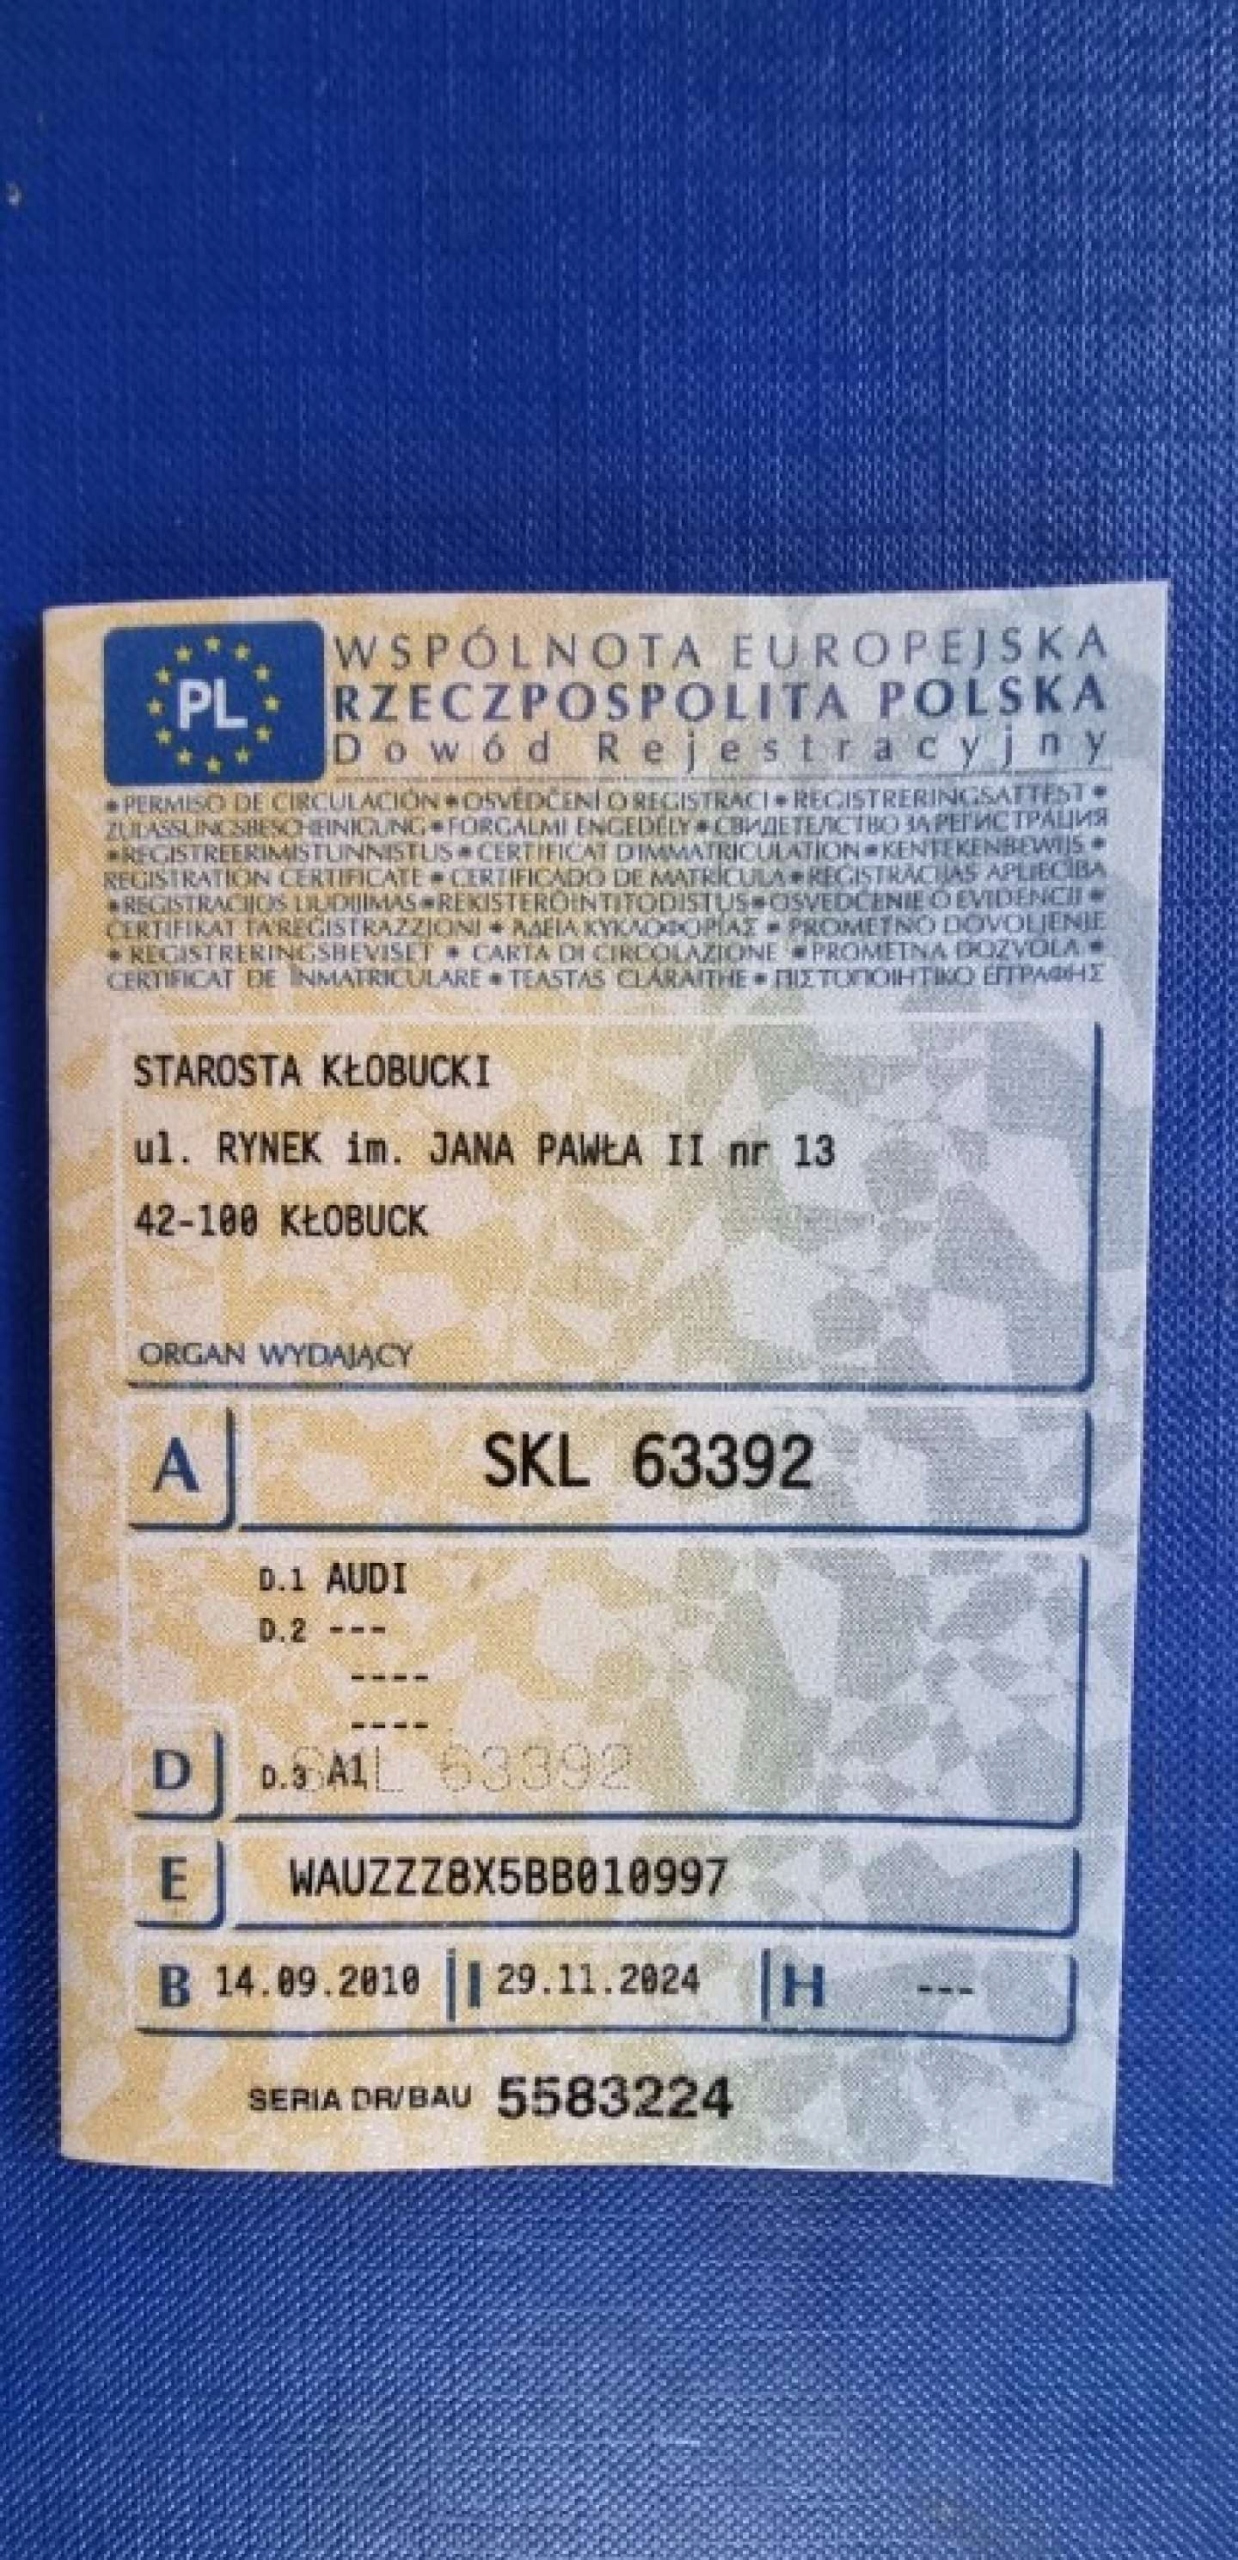 PL
WSPÓLNOTA EUROPEJSKA
RZECZPOSPOLITA POLSKA
Dowód Rejestracyjny
• PERMISO DE CIRCULACIÓN • OSVĚDČENÍ O REGISTRACI • REGISTRERINGSATTEST •
ZULASSUNGSBESCHEINIGUNG • FORGALMI ENGEDÉLY • СВИДЕТЕЛСТВО ЗА РЕГИСТРАЦИЯ
• REGISTREERIMISTUNNISTUS • CERTIFICAT D'IMMATRICULATION • KENTEKENBEWIJS •
REGISTRATION CERTIFICATE • CERTIFICADO DE MATRÍCULA • REGISTRĀCIJAS APLIECĪBA
• REGISTRACIJOS LIUDIJIMAS • REKISTERÖINTITODISTUS • OSVEDČENIE O EVIDENCII •
CERTIFIKAT TA'REĠISTRAZZJONI • ΑΔΕΙΑ ΚΥΚΛΟΦΟΡΙΑΣ • PROMETNO DOVOLJENJE
• REGISTRERINGSBEVISET • CARTA DI CIRCOLAZIONE • PROMETNA DOZVOLA •
CERTIFICAT DE ÎNMATRICULARE • TEASTAS CLÁRAITHE • ΠΙΣΤΟΠΟΙΗΤΙΚΟ ΕΓΓΡΑΦΗΣ
STAROSTA KŁOBUCKI
ul. RYNEK im. JANA PAWŁA II nr 13
42-100 KŁOBUCK
ORGAN WYDAJĄCY
A SKL 63392
D.1 AUDI
D.2 ---
----
----
SKL 63392
D D.3 A1
E WAUZZZ8X5BB010997
B 14.09.2010 I 29.11.2024 H ---
SERIA DR/BAU 5583224